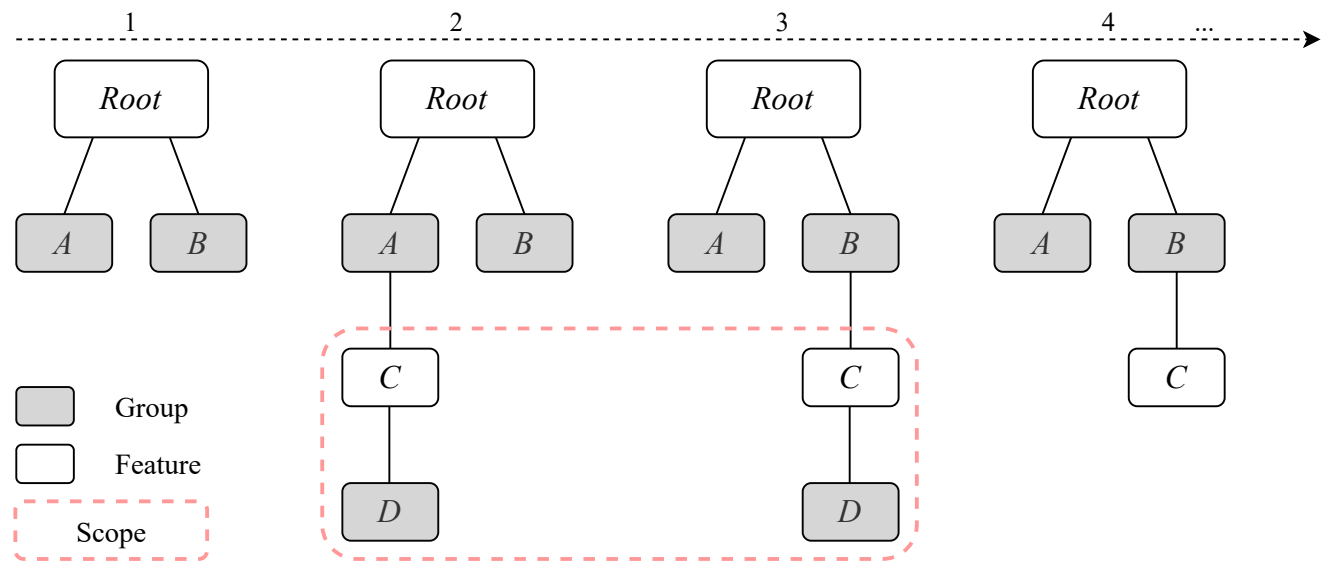 1 2 3 4 ...
Root Root Root Root
A B A B A B A B
C C C
Group
Feature
D D
Scope